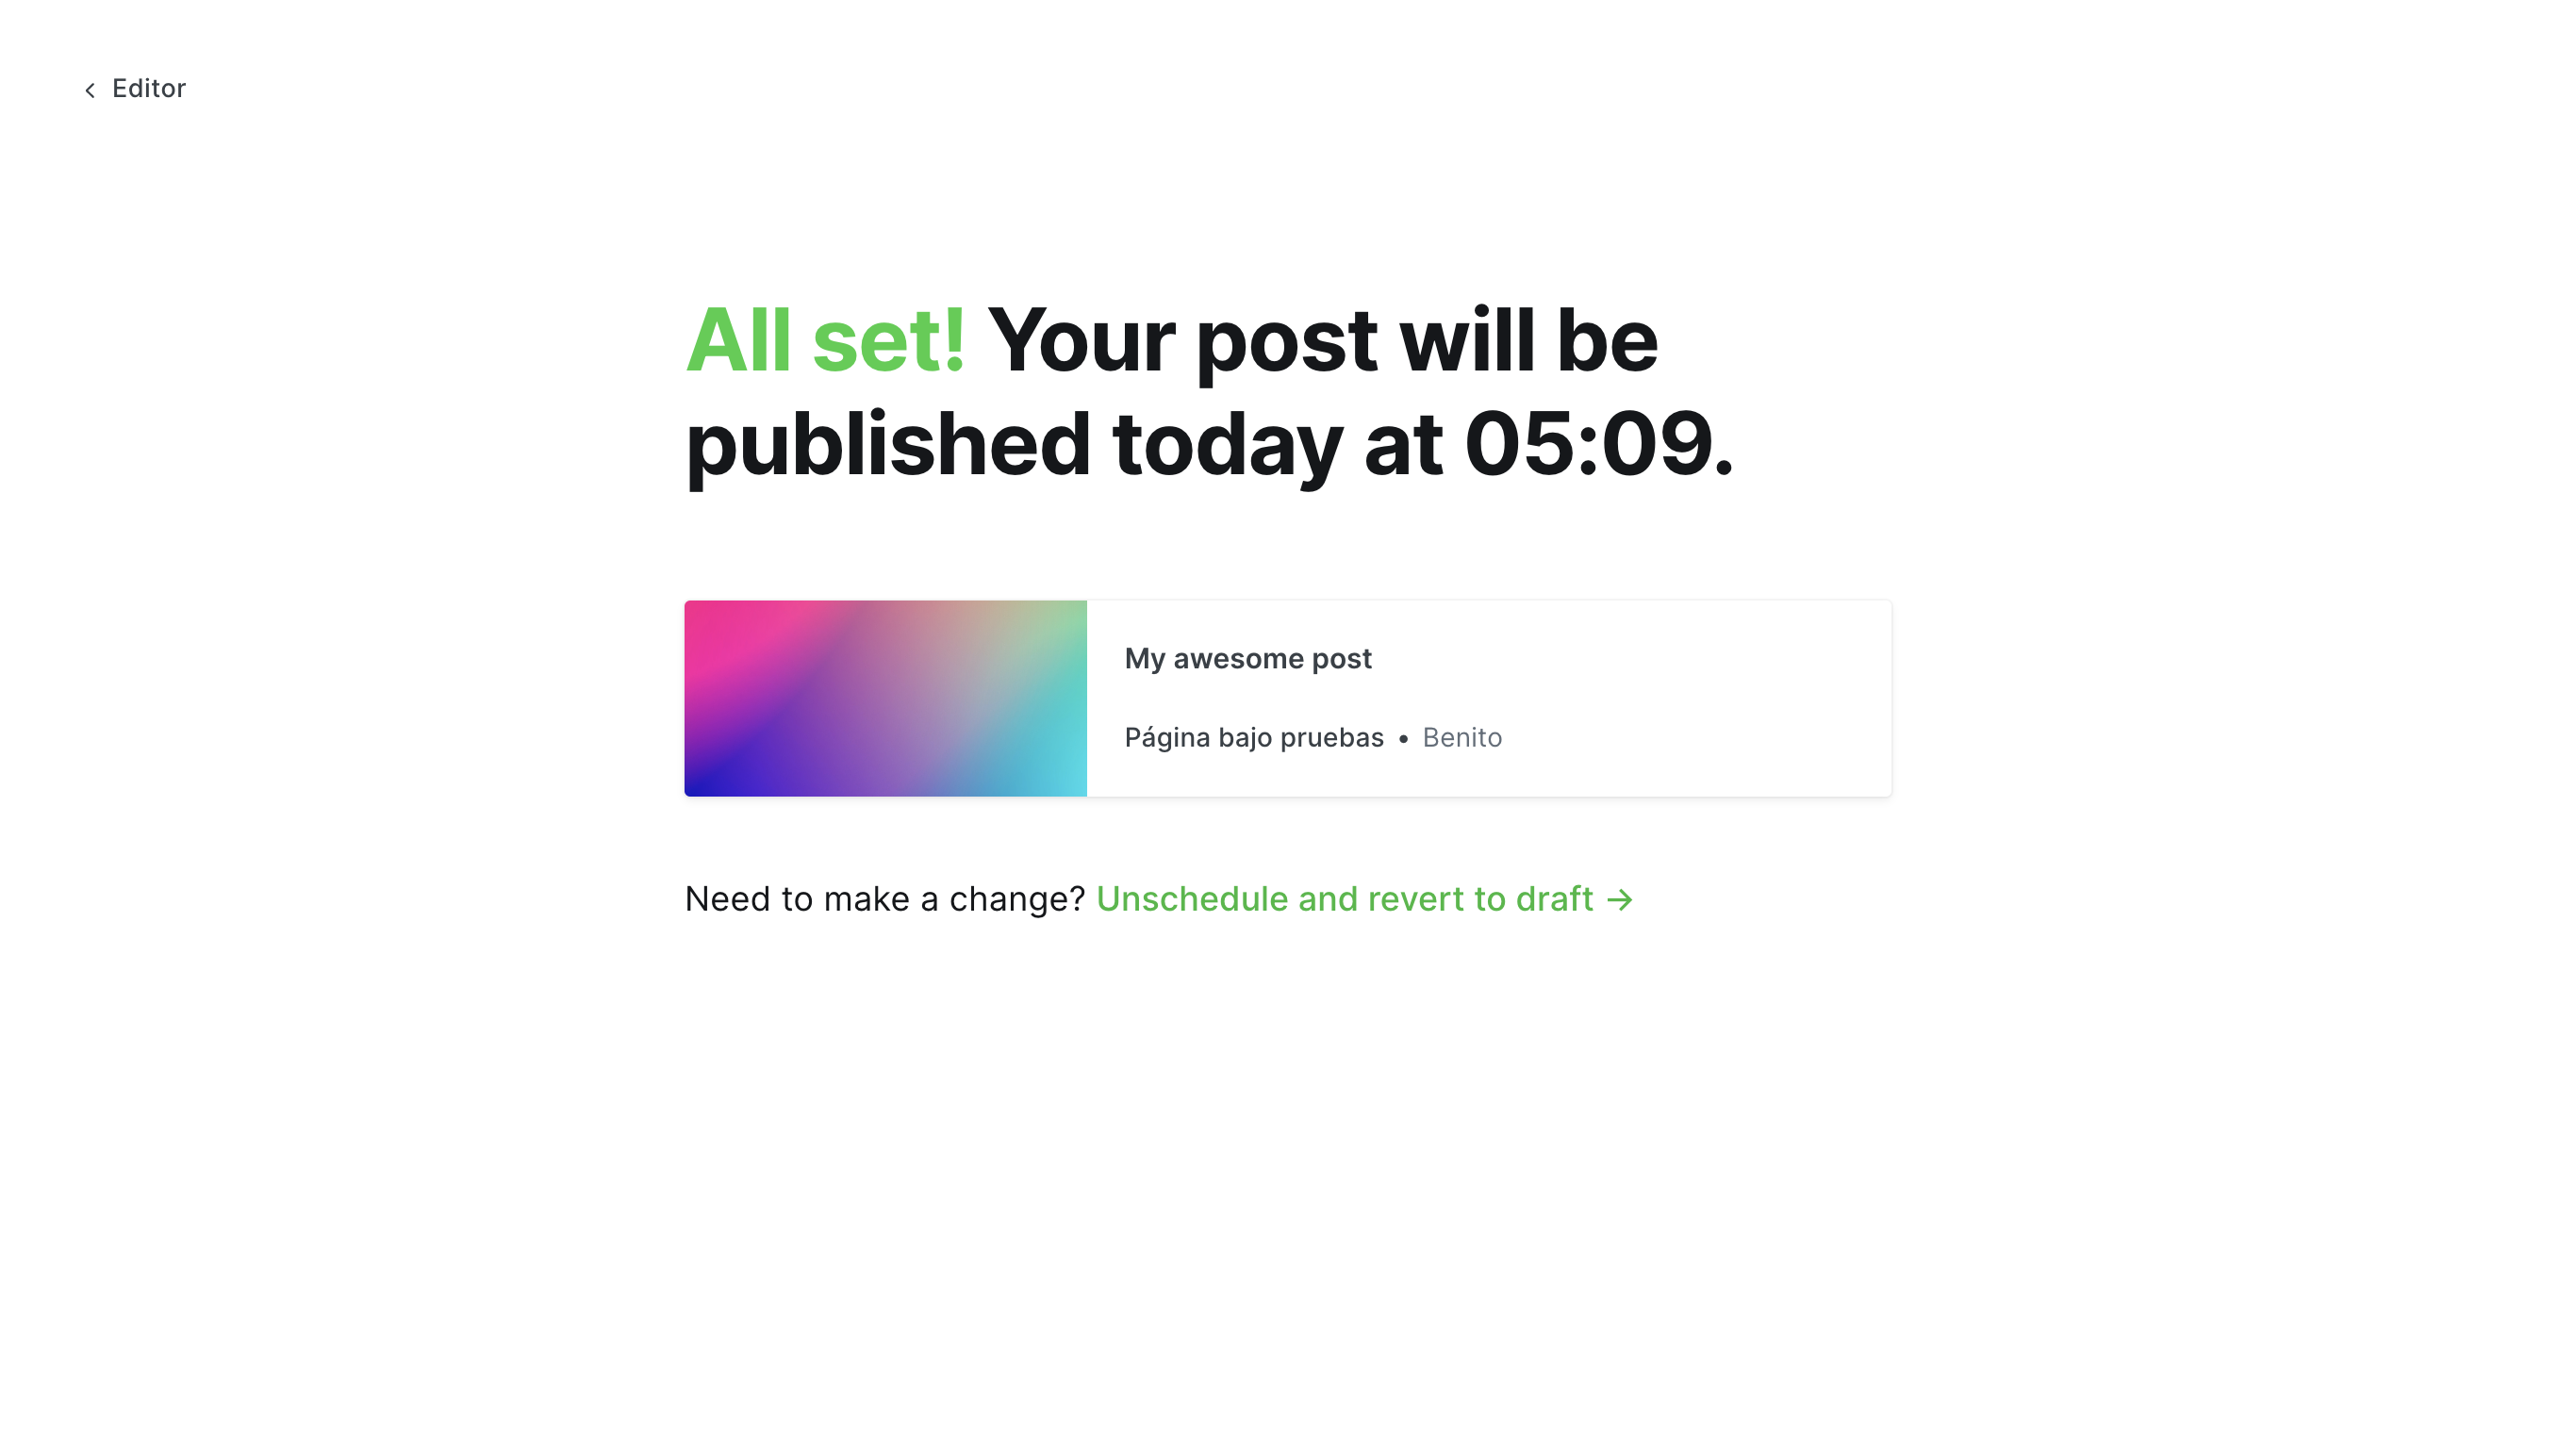 Editor
All set! Your post will be
published today at 05:09.
My awesome post
Página bajo pruebas • Benito
Need to make a change? Unschedule and revert to draft →